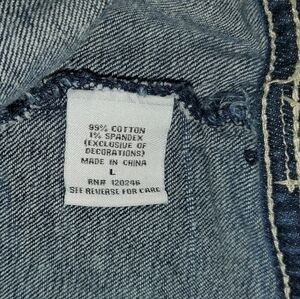 99% COTTON
1% SPANDEX
(EXCLUSIVE OF
DECORATIONS)
MADE IN CHINA
L
RN# 120246
SEE REVERSE FOR CARE